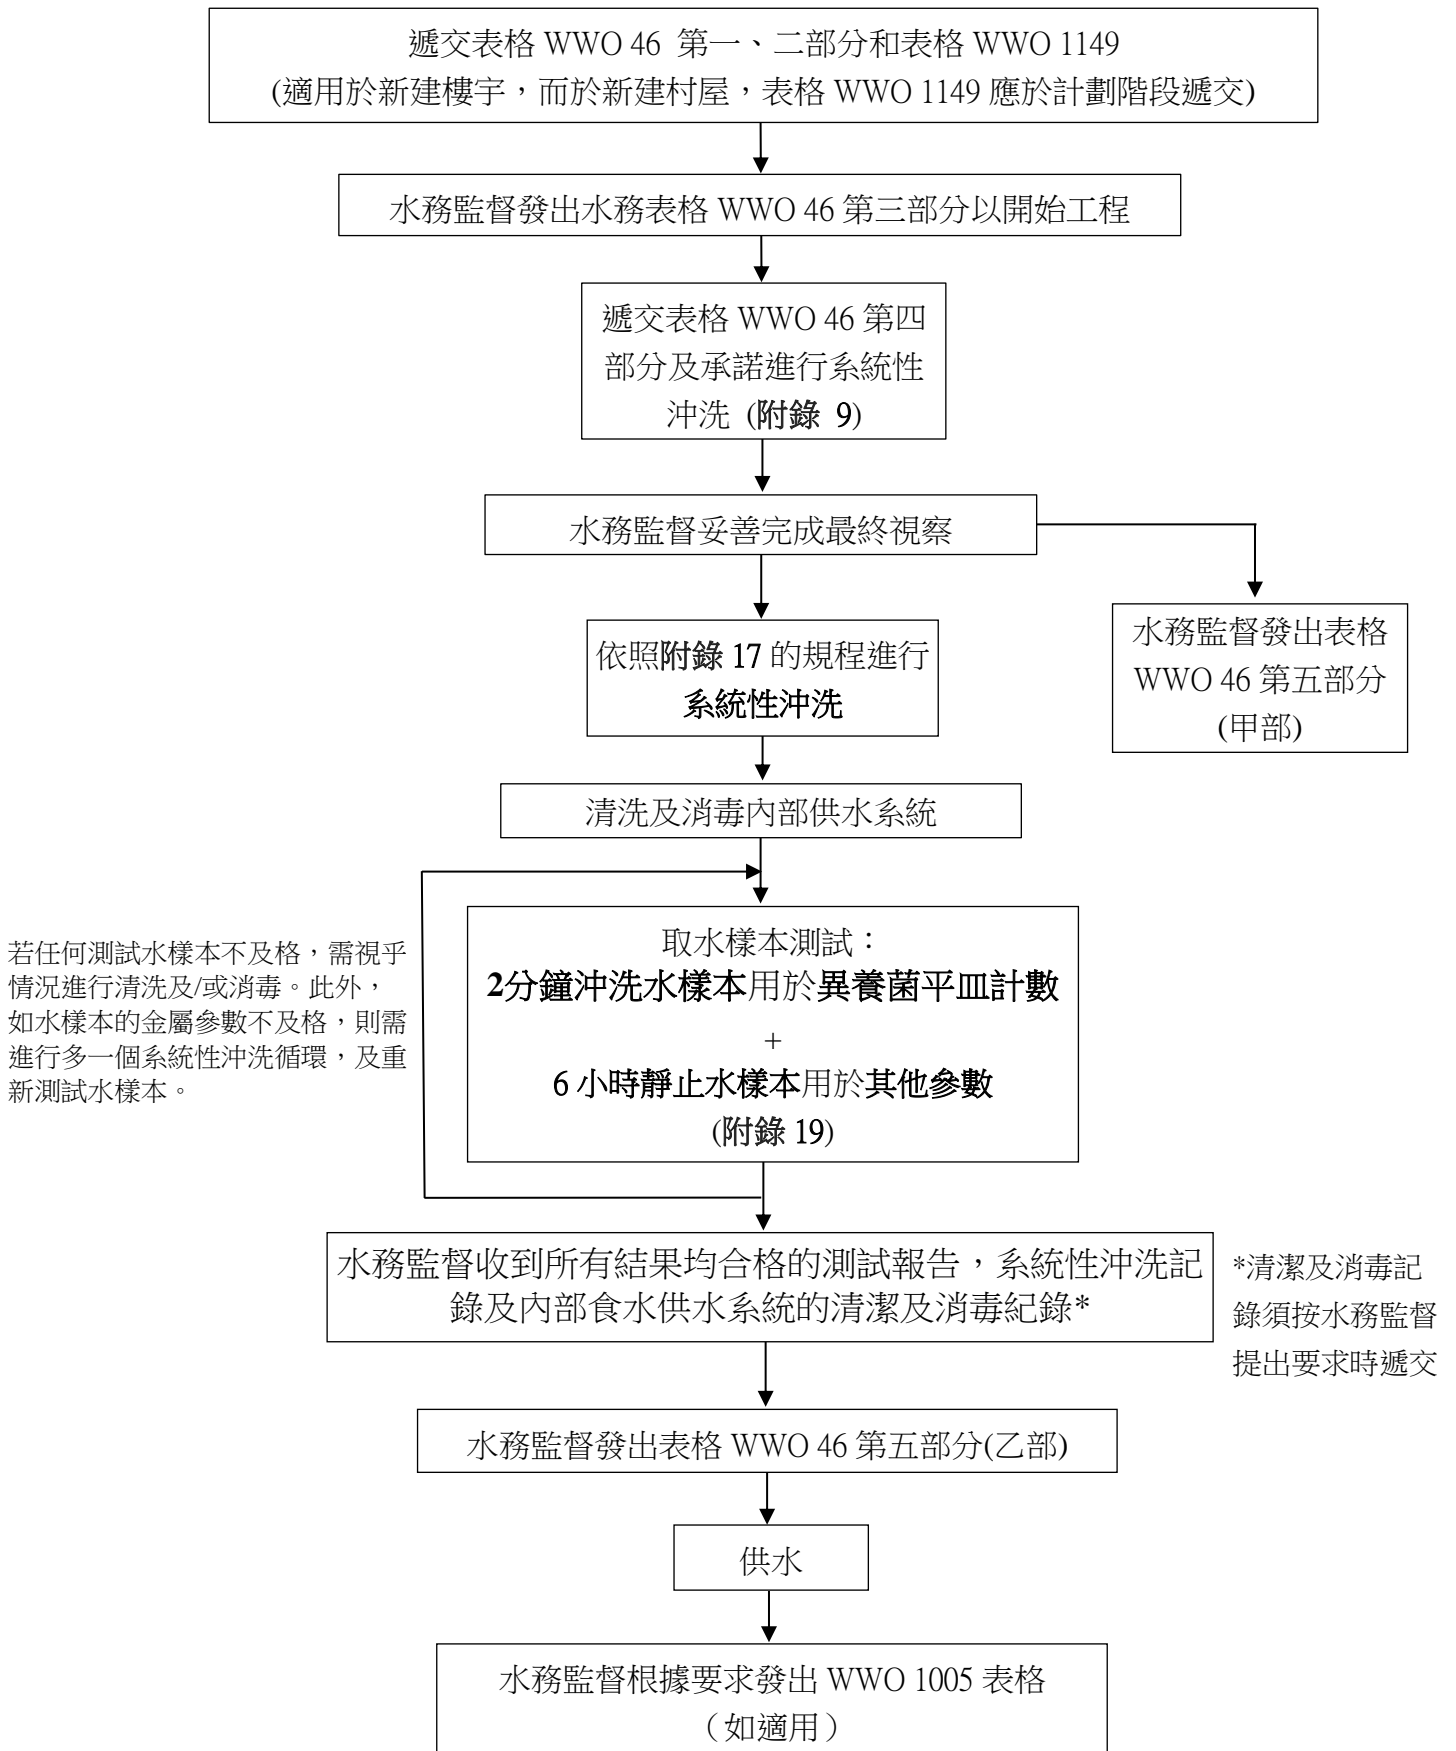 遞交表格 WWO 46 第一、二部分和表格 WWO 1149
(適用於新建樓宇，而於新建村屋，表格 WWO 1149 應於計劃階段遞交)
水務監督發出水務表格 WWO 46 第三部分以開始工程
遞交表格 WWO 46 第四
部分及承諾進行系統性
沖洗 (附錄 9)
水務監督妥善完成最終視察
水務監督發出表格
WWO 46 第五部分
(甲部)
依照附錄 17 的規程進行
系統性沖洗
清洗及消毒內部供水系統
若任何測試水樣本不及格，需視乎
情況進行清洗及/或消毒。此外，
如水樣本的金屬參數不及格，則需
進行多一個系統性沖洗循環，及重
新測試水樣本。
取水樣本測試：
2分鐘沖洗水樣本用於異養菌平皿計數
+
6 小時靜止水樣本用於其他參數
(附錄 19)
水務監督收到所有結果均合格的測試報告，系統性沖洗記
錄及內部食水供水系統的清潔及消毒紀錄*
*清潔及消毒記
錄須按水務監督
提出要求時遞交
水務監督發出表格 WWO 46 第五部分(乙部)
供水
水務監督根據要求發出 WWO 1005 表格
（如適用）